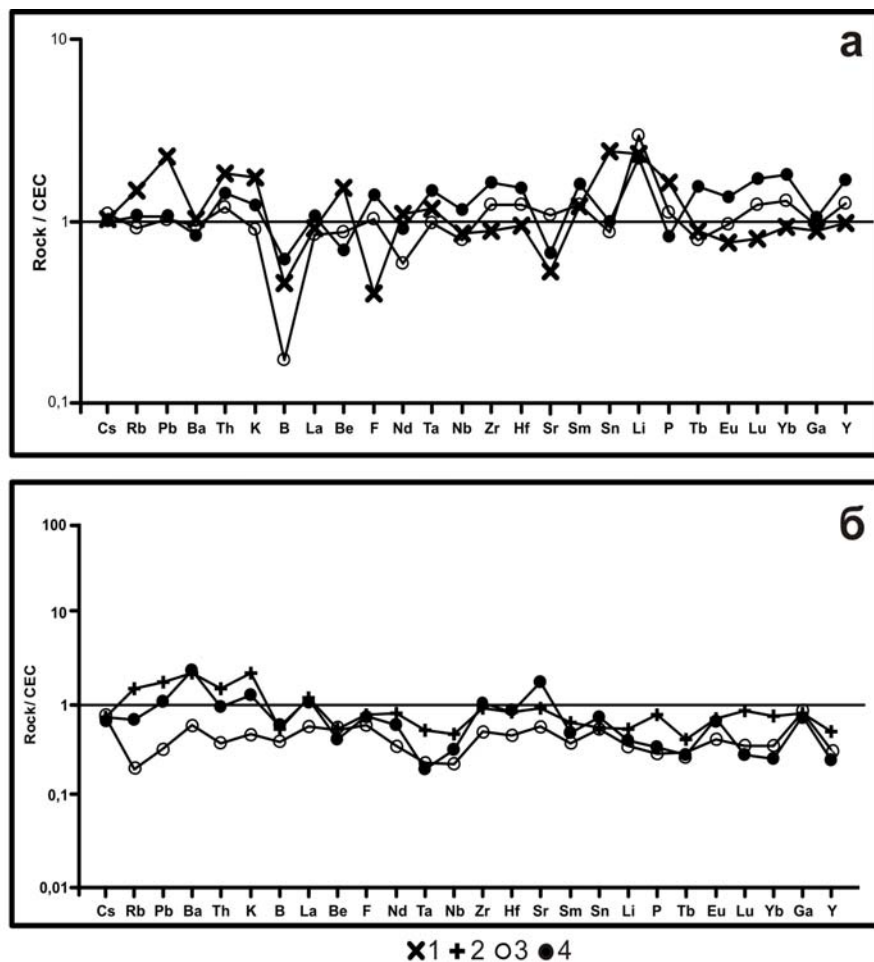 а
10
1
0,1
Rock / CEC
Cs Rb Pb Ba Th K B La Be F Nd Ta Nb Zr Hf Sr Sm Sn Li P Tb Eu Lu Yb Ga Y
б
100
10
1
0,1
0,01
Rock/ CEC
Cs Rb Pb Ba Th K B La Be F Nd Ta Nb Zr Hf Sr Sm Sn Li P Tb Eu Lu Yb Ga Y
1 2 3 4